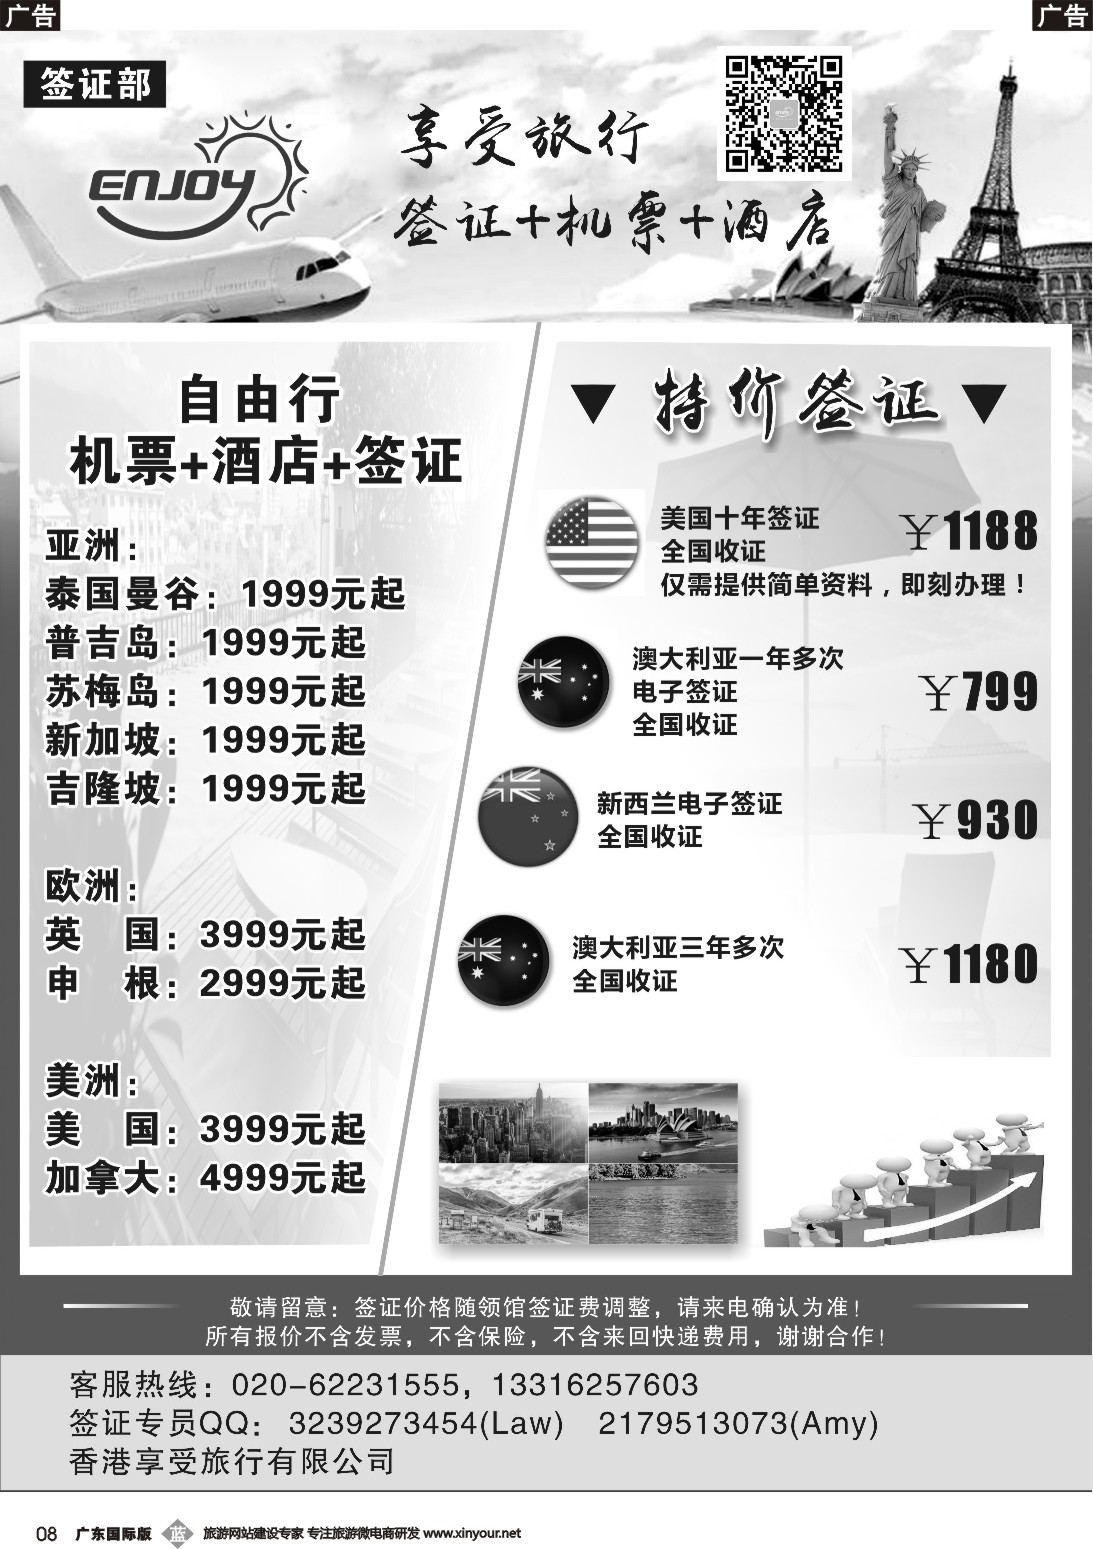 广告
广告
签证部
ENJOY
享受旅行
签证+机票+酒店
自由行
机票+酒店+签证
亚洲：
泰国曼谷：1999元起
普吉岛：1999元起
苏梅岛：1999元起
新加坡：1999元起
吉隆坡：1999元起
欧洲：
英　国：3999元起
申　根：2999元起
美洲：
美　国：3999元起
加拿大：4999元起
▼ 特价签证 ▼
美国十年签证
全国收证
￥1188
仅需提供简单资料，即刻办理！
澳大利亚一年多次
电子签证
全国收证
￥799
新西兰电子签证
全国收证
￥930
澳大利亚三年多次
全国收证
￥1180
敬请留意：签证价格随领馆签证费调整，请来电确认为准！
所有报价不含发票，不含保险，不含来回快递费用，谢谢合作！
客服热线：020-62231555，13316257603
签证专员QQ：3239273454(Law)　2179513073(Amy)
香港享受旅行有限公司
08 广东国际版 蓝 旅游网站建设专家 专注旅游微电商研发 www.xinyour.net